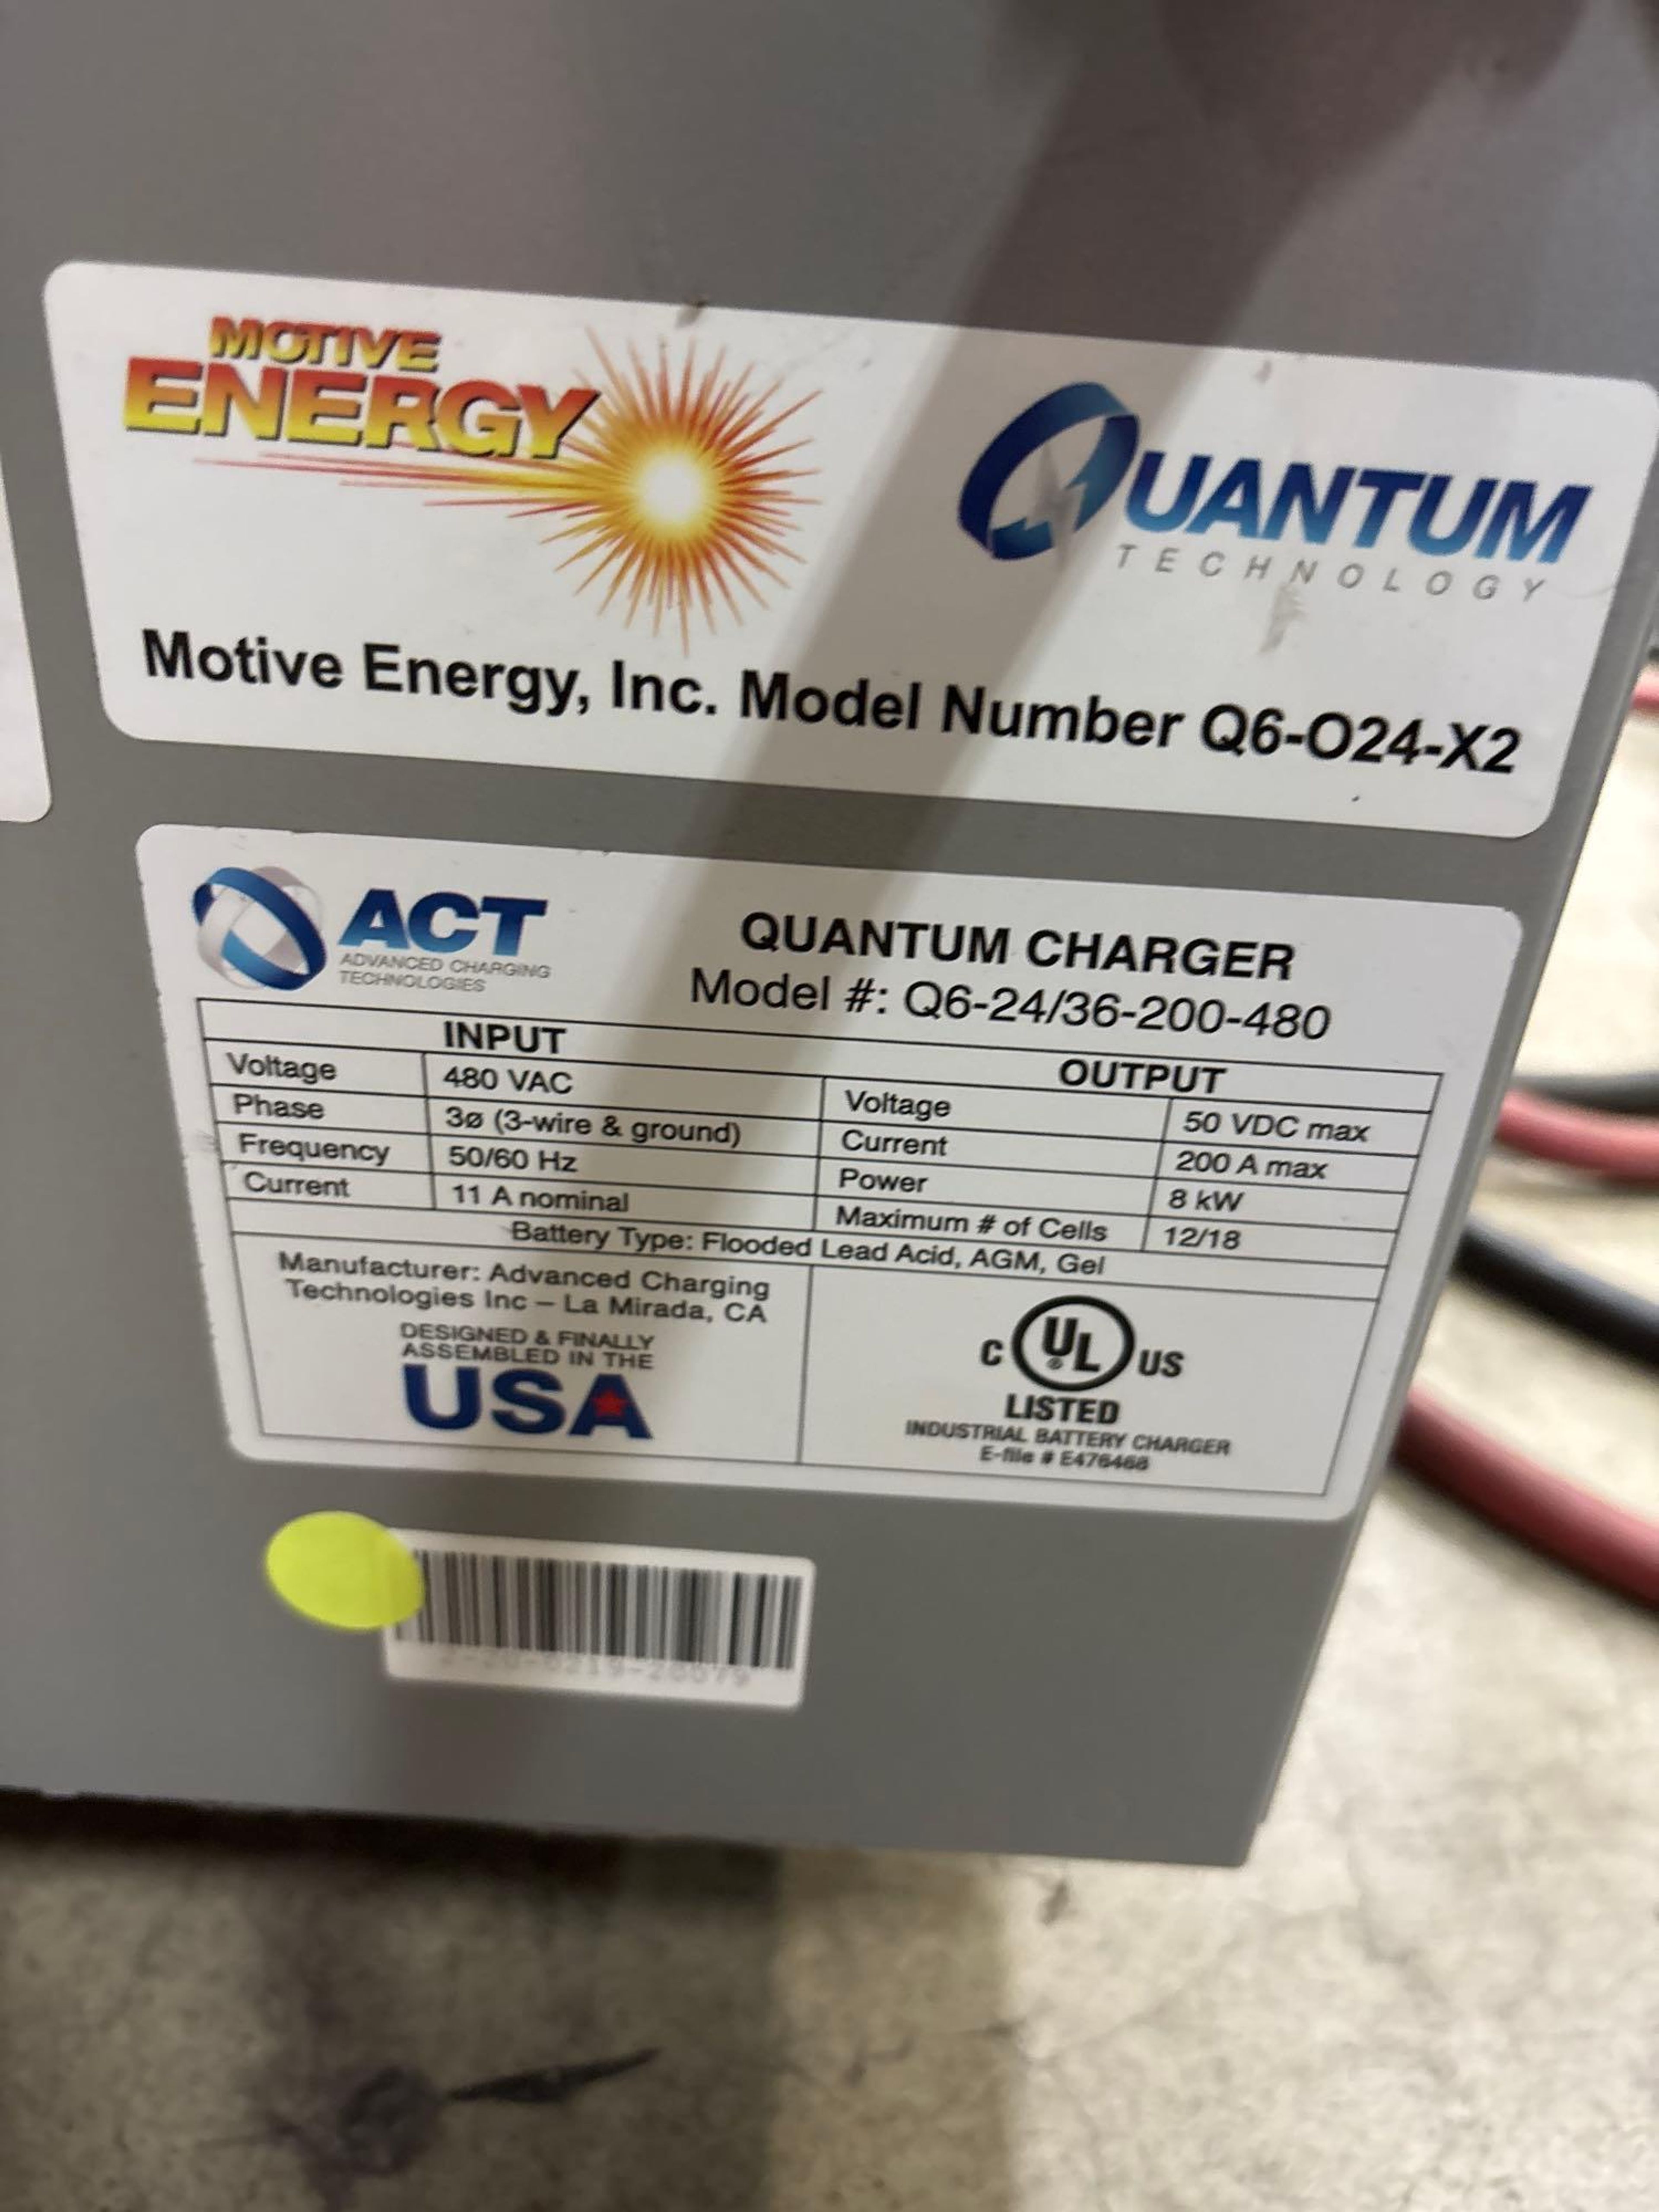 MOTIVE
ENERGY
QUANTUM
TECHNOLOGY
Motive Energy, Inc. Model Number Q6-O24-X2
ACT
ADVANCED CHARGING
TECHNOLOGIES
QUANTUM CHARGER
Model #: Q6-24/36-200-480
INPUT
Voltage 480 VAC
Phase 3ø (3-wire & ground)
Frequency 50/60 Hz
Current 11 A nominal
OUTPUT
Voltage 50 VDC max
Current 200 A max
Power 8 kW
Maximum # of Cells 12/18
Battery Type: Flooded Lead Acid, AGM, Gel
Manufacturer: Advanced Charging
Technologies Inc – La Mirada, CA
DESIGNED & FINALLY
ASSEMBLED IN THE
USA
C UL US
®
LISTED
INDUSTRIAL BATTERY CHARGER
E-file # E476468